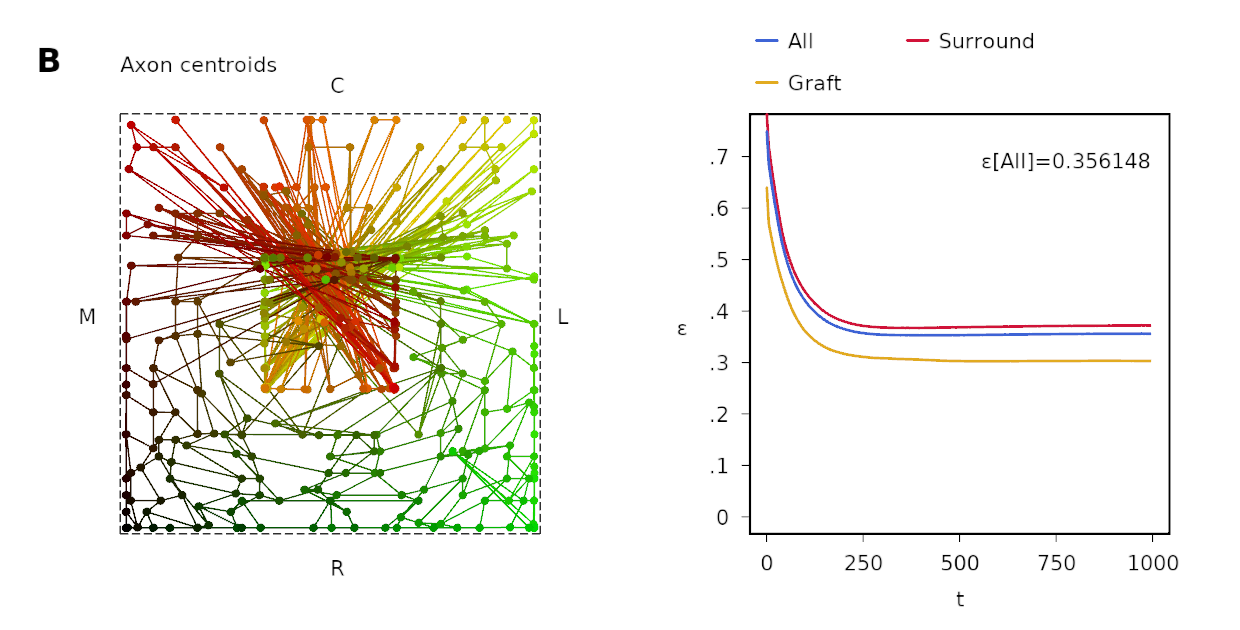 B
Axon centroids
C
M
L
R
All
Surround
Graft
ε[All]=0.356148
ε
.7
.6
.5
.4
.3
.2
.1
0
0 250 500 750 1000
t